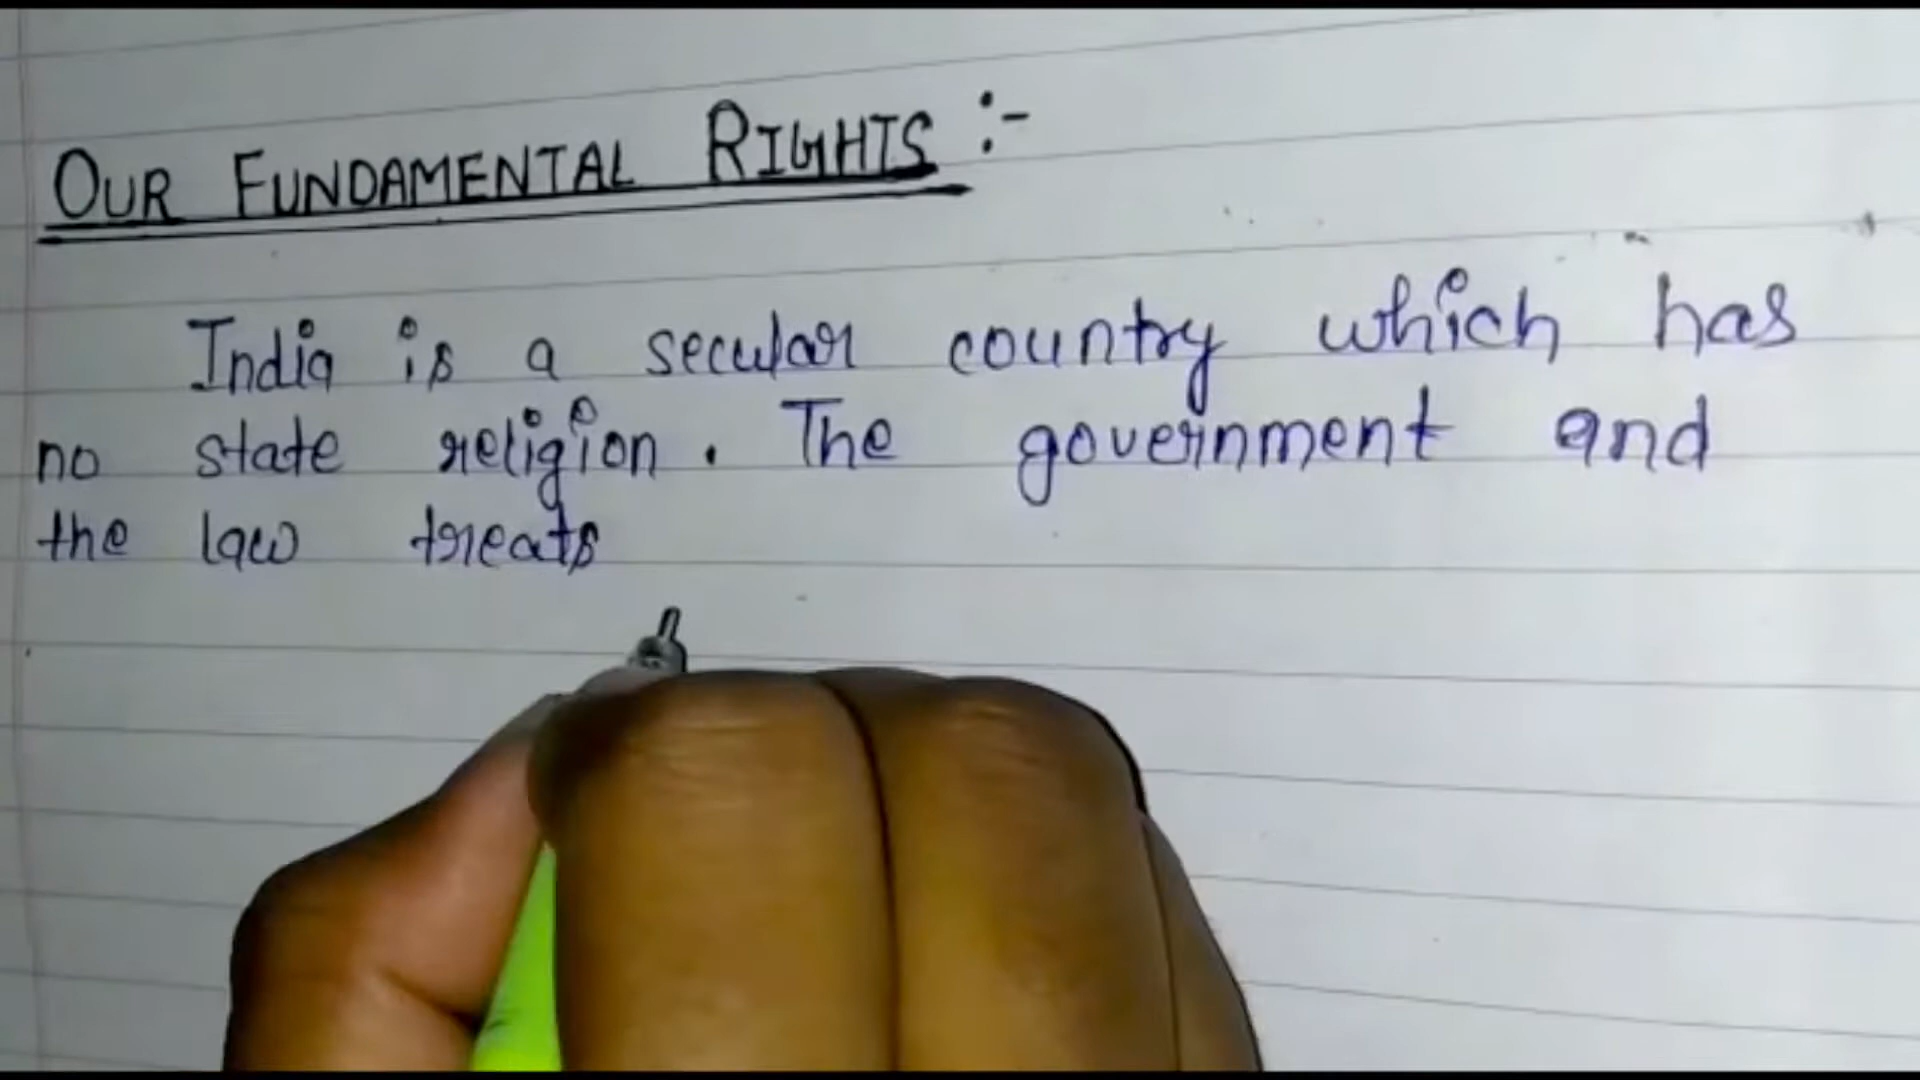 OUR FUNDAMENTAL RIGHTS :-
India is a secular country which has
no state religion. The government and
the law treats